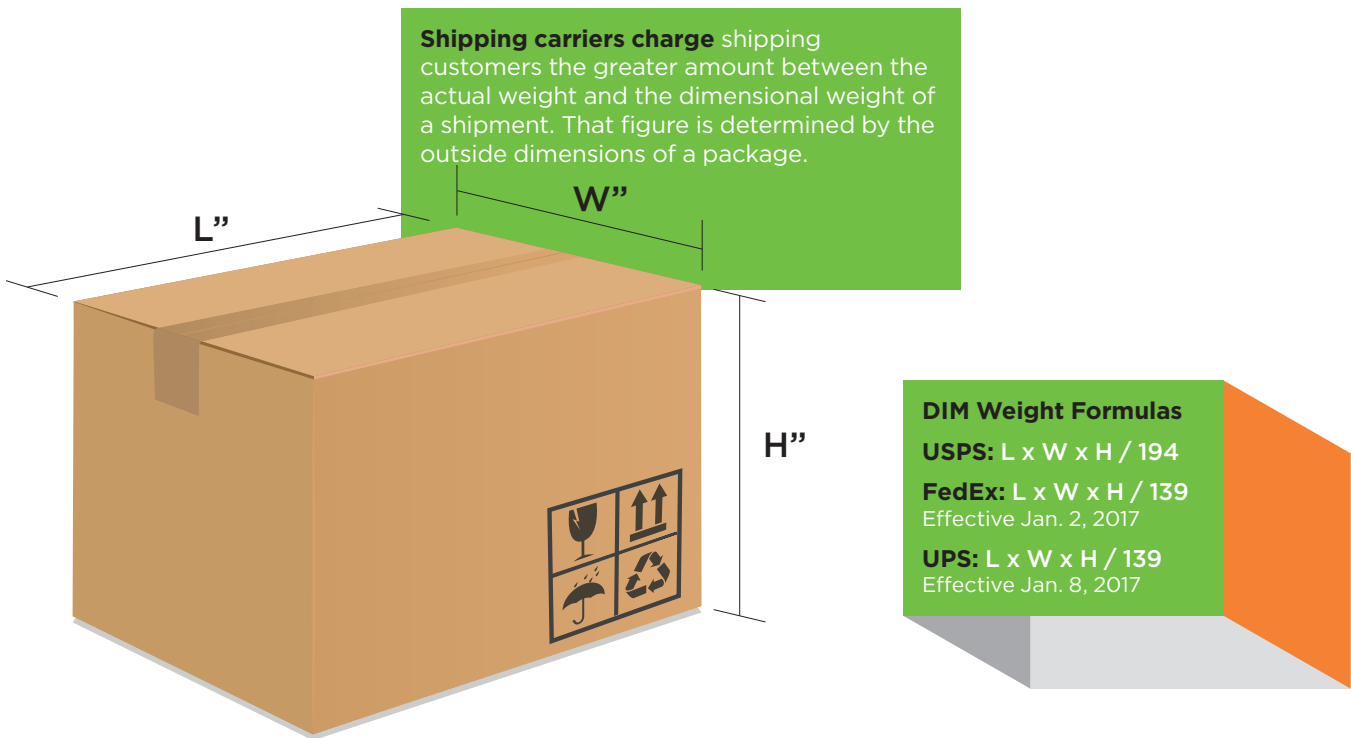 Shipping carriers charge shipping
customers the greater amount between the
actual weight and the dimensional weight of
a shipment. That figure is determined by the
outside dimensions of a package.
L”
W”
H”
DIM Weight Formulas
USPS: L x W x H / 194
FedEx: L x W x H / 139
Effective Jan. 2, 2017
UPS: L x W x H / 139
Effective Jan. 8, 2017